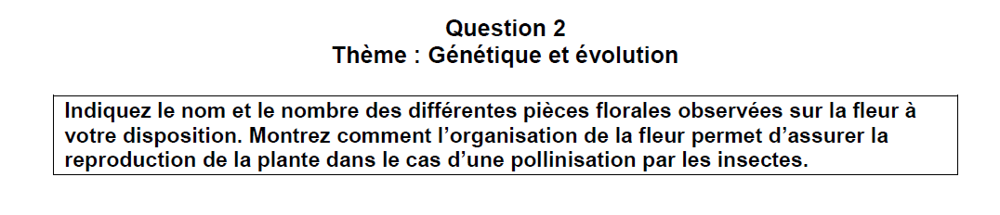 Question 2
Thème : Génétique et évolution
Indiquez le nom et le nombre des différentes pièces florales observées sur la fleur à
votre disposition. Montrez comment l’organisation de la fleur permet d’assurer la
reproduction de la plante dans le cas d’une pollinisation par les insectes.